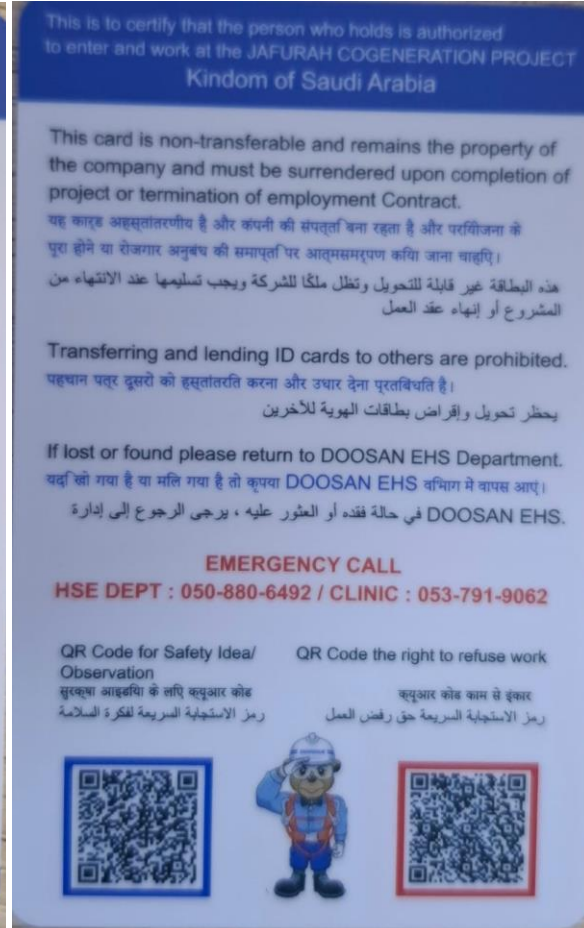 This is to certify that the person who holds is authorized
to enter and work at the JAFURAH COGENERATION PROJECT
Kindom of Saudi Arabia
This card is non-transferable and remains the property of
the company and must be surrendered upon completion of
project or termination of employment Contract.
यह कार्ड अहस्तांतरणीय है और कंपनी की संपत्ति बना रहता है और परियोजना के
पूरा होने या रोजगार अनुबंध की समाप्ति पर आत्मसमर्पण किया जाना चाहिए।
هذه البطاقة غير قابلة للتحويل وتظل ملكًا للشركة ويجب تسليمها عند الانتهاء من
المشروع أو إنهاء عقد العمل
Transferring and lending ID cards to others are prohibited.
पहचान पत्र दूसरों को हस्तांतरित करना और उधार देना प्रतिबंधित है।
يحظر تحويل وإقراض بطاقات الهوية للآخرين
If lost or found please return to DOOSAN EHS Department.
यदि खो गया है या मिल गया है तो कृपया DOOSAN EHS विभाग में वापस आएं।
في حالة فقده أو العثور عليه ، يرجى الرجوع إلى إدارة DOOSAN EHS.
EMERGENCY CALL
HSE DEPT : 050-880-6492 / CLINIC : 053-791-9062
QR Code for Safety Idea/
Observation
सुरक्षा आइडिया के लिए क्यूआर कोड
رمز الاستجابة السريعة لفكرة السلامة
QR Code the right to refuse work
क्यूआर कोड काम से इंकार
رمز الاستجابة السريعة حق رفض العمل